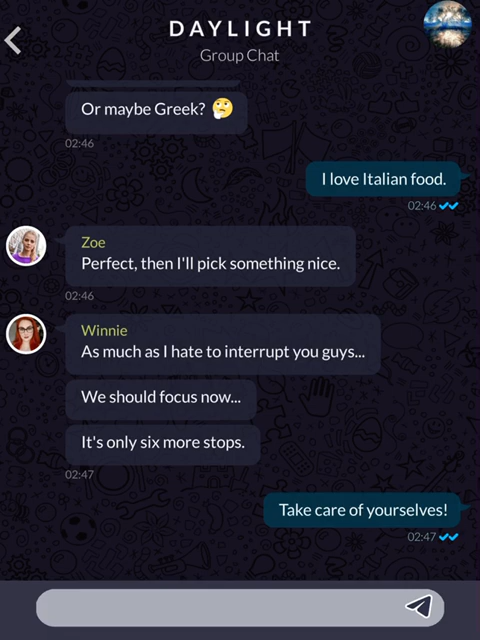 DAYLIGHT
Group Chat
Or maybe Greek? 🤔
02:46
I love Italian food.
02:46
Zoe
Perfect, then I'll pick something nice.
02:46
Winnie
As much as I hate to interrupt you guys...
We should focus now...
It's only six more stops.
02:47
Take care of yourselves!
02:47